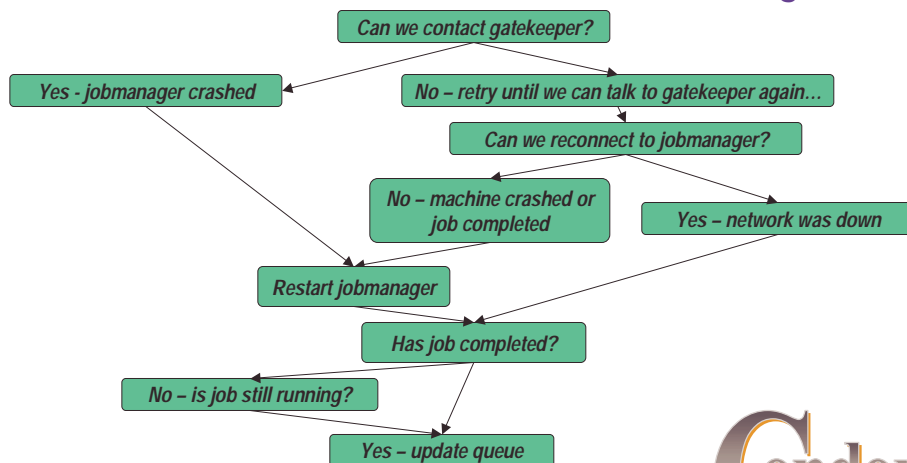 Can we contact gatekeeper?
Yes - jobmanager crashed
No – retry until we can talk to gatekeeper again...
Can we reconnect to jobmanager?
No – machine crashed or
job completed
Yes – network was down
Restart jobmanager
Has job completed?
No – is job still running?
Yes – update queue